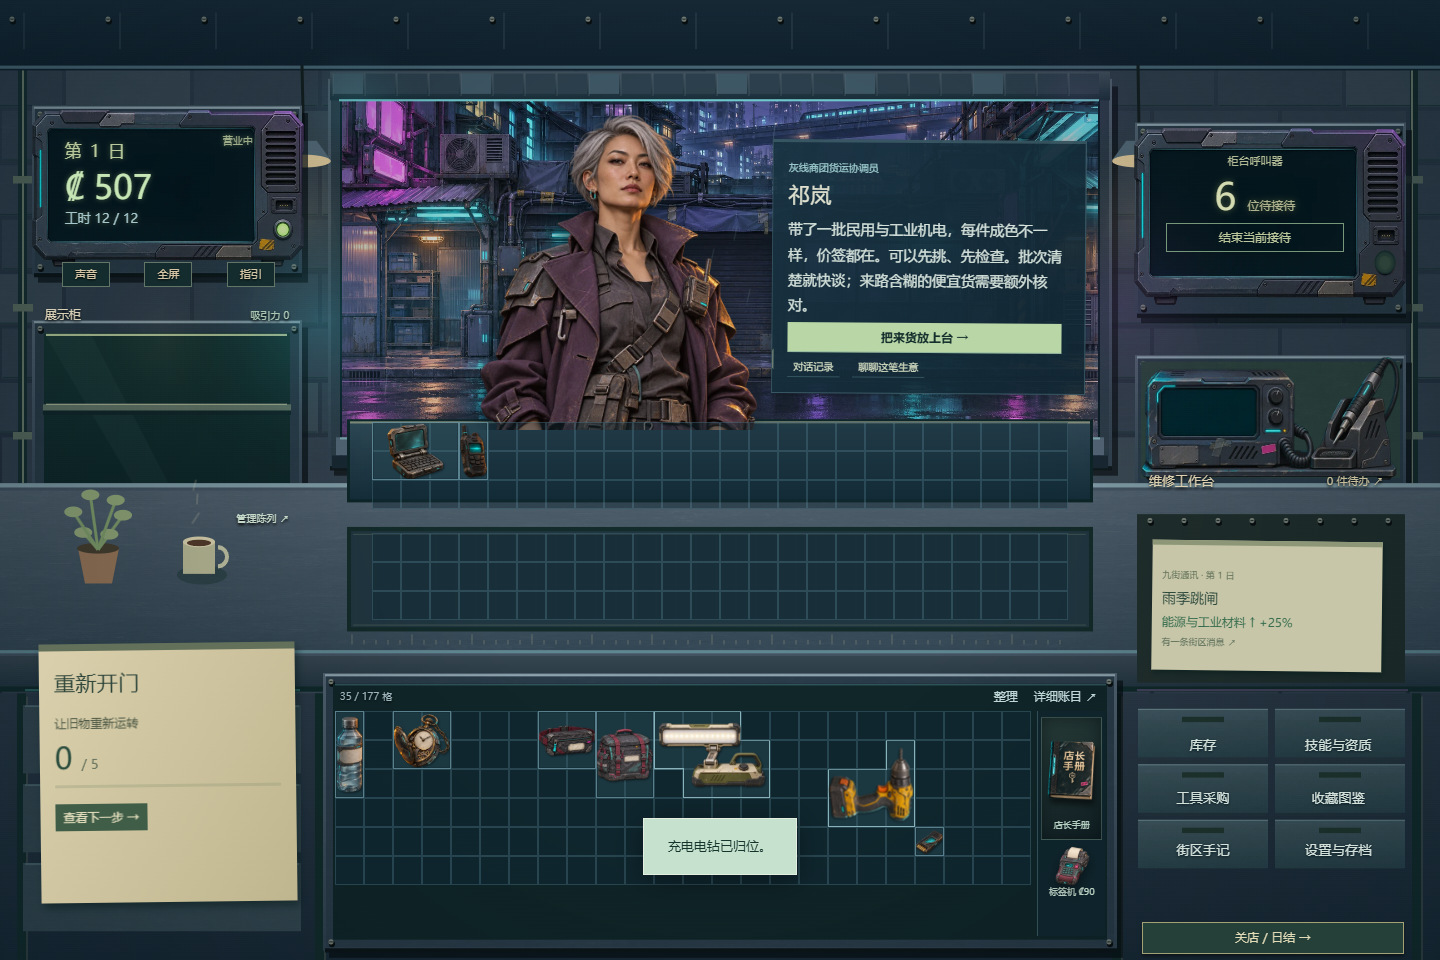 第 1 日
营业中
₡ 507
工时 12 / 12
声音
全屏
指引
展示柜
吸引力 0
管理陈列 ↗
灰线商团货运协调员
祁岚
带了一批民用与工业机电，每件成色不一
样，价签都在。可以先挑、先检查。批次清
楚就快谈；来路含糊的便宜货需要额外核
对。
把来货放上台 →
对话记录
聊聊这笔生意
柜台呼叫器
6 位待接待
结束当前接待
维修工作台
0 件待办 ↗
九街通讯 · 第 1 日
雨季跳闸
能源与工业材料 ↑ +25%
有一条街区消息 ↗
重新开门
让旧物重新运转
0 / 5
查看下一步 →
35 / 177 格
整理
详细账目 ↗
店长
手册
店长手册
标签机 ₡90
充电电钻已归位。
库存
技能与资质
工具采购
收藏图鉴
街区手记
设置与存档
关店 / 日结 →